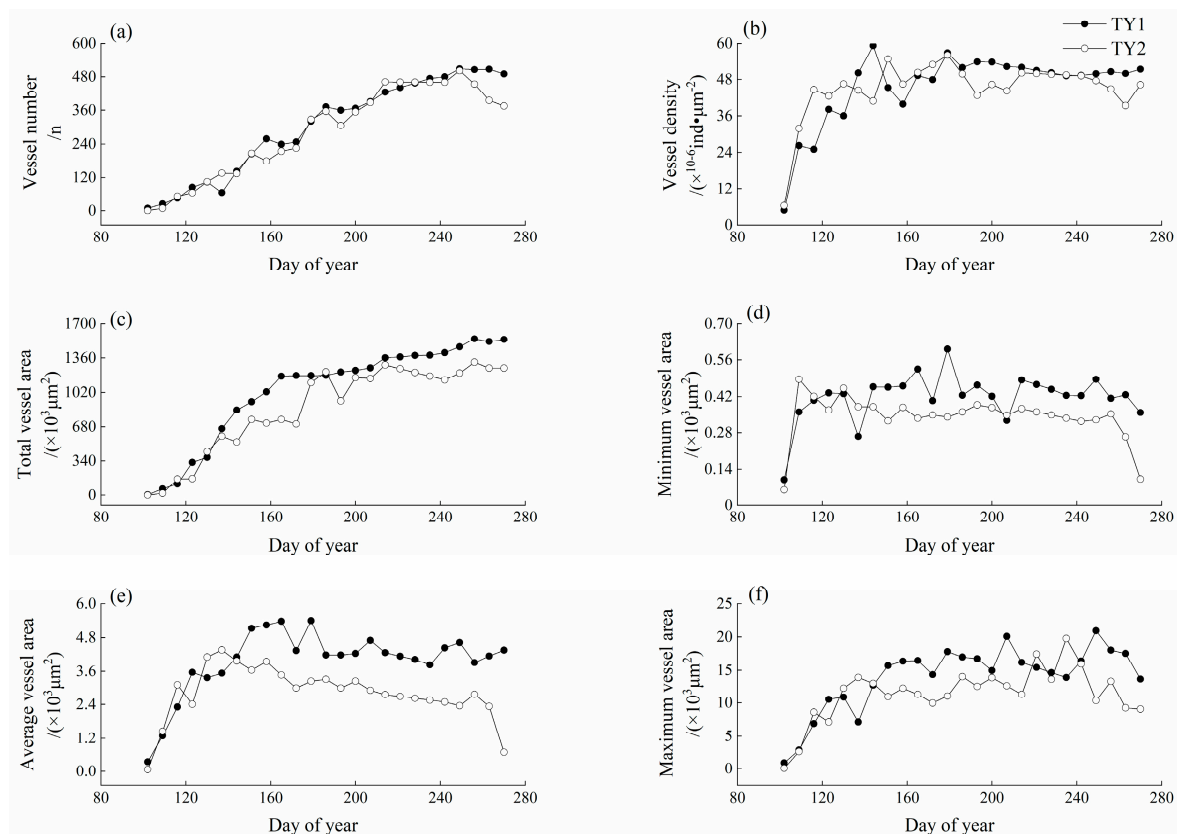 (a)
600
480
360
240
120
0
Vessel number
/n
80 120 160 200 240 280
Day of year
(b)
TY1
TY2
60
48
36
24
12
0
Vessel density
/(×10-6ind•μm-2)
80 120 160 200 240 280
Day of year
(c)
1700
1360
1020
680
340
0
Total vessel area
/(×10³μm²)
80 120 160 200 240 280
Day of year
(d)
0.70
0.56
0.42
0.28
0.14
0
Minimum vessel area
/(×10³μm²)
80 120 160 200 240 280
Day of year
(e)
6.0
4.8
3.6
2.4
1.2
0.0
Average vessel area
/(×10³μm²)
80 120 160 200 240 280
Day of year
(f)
25
20
15
10
5
0
Maximum vessel area
/(×10³μm²)
80 120 160 200 240 280
Day of year